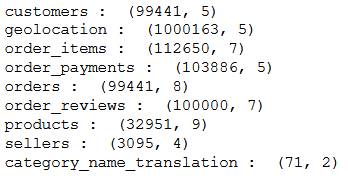 customers :  (99441, 5)
geolocation :  (1000163, 5)
order_items :  (112650, 7)
order_payments :  (103886, 5)
orders :  (99441, 8)
order_reviews :  (100000, 7)
products :  (32951, 9)
sellers :  (3095, 4)
category_name_translation :  (71, 2)